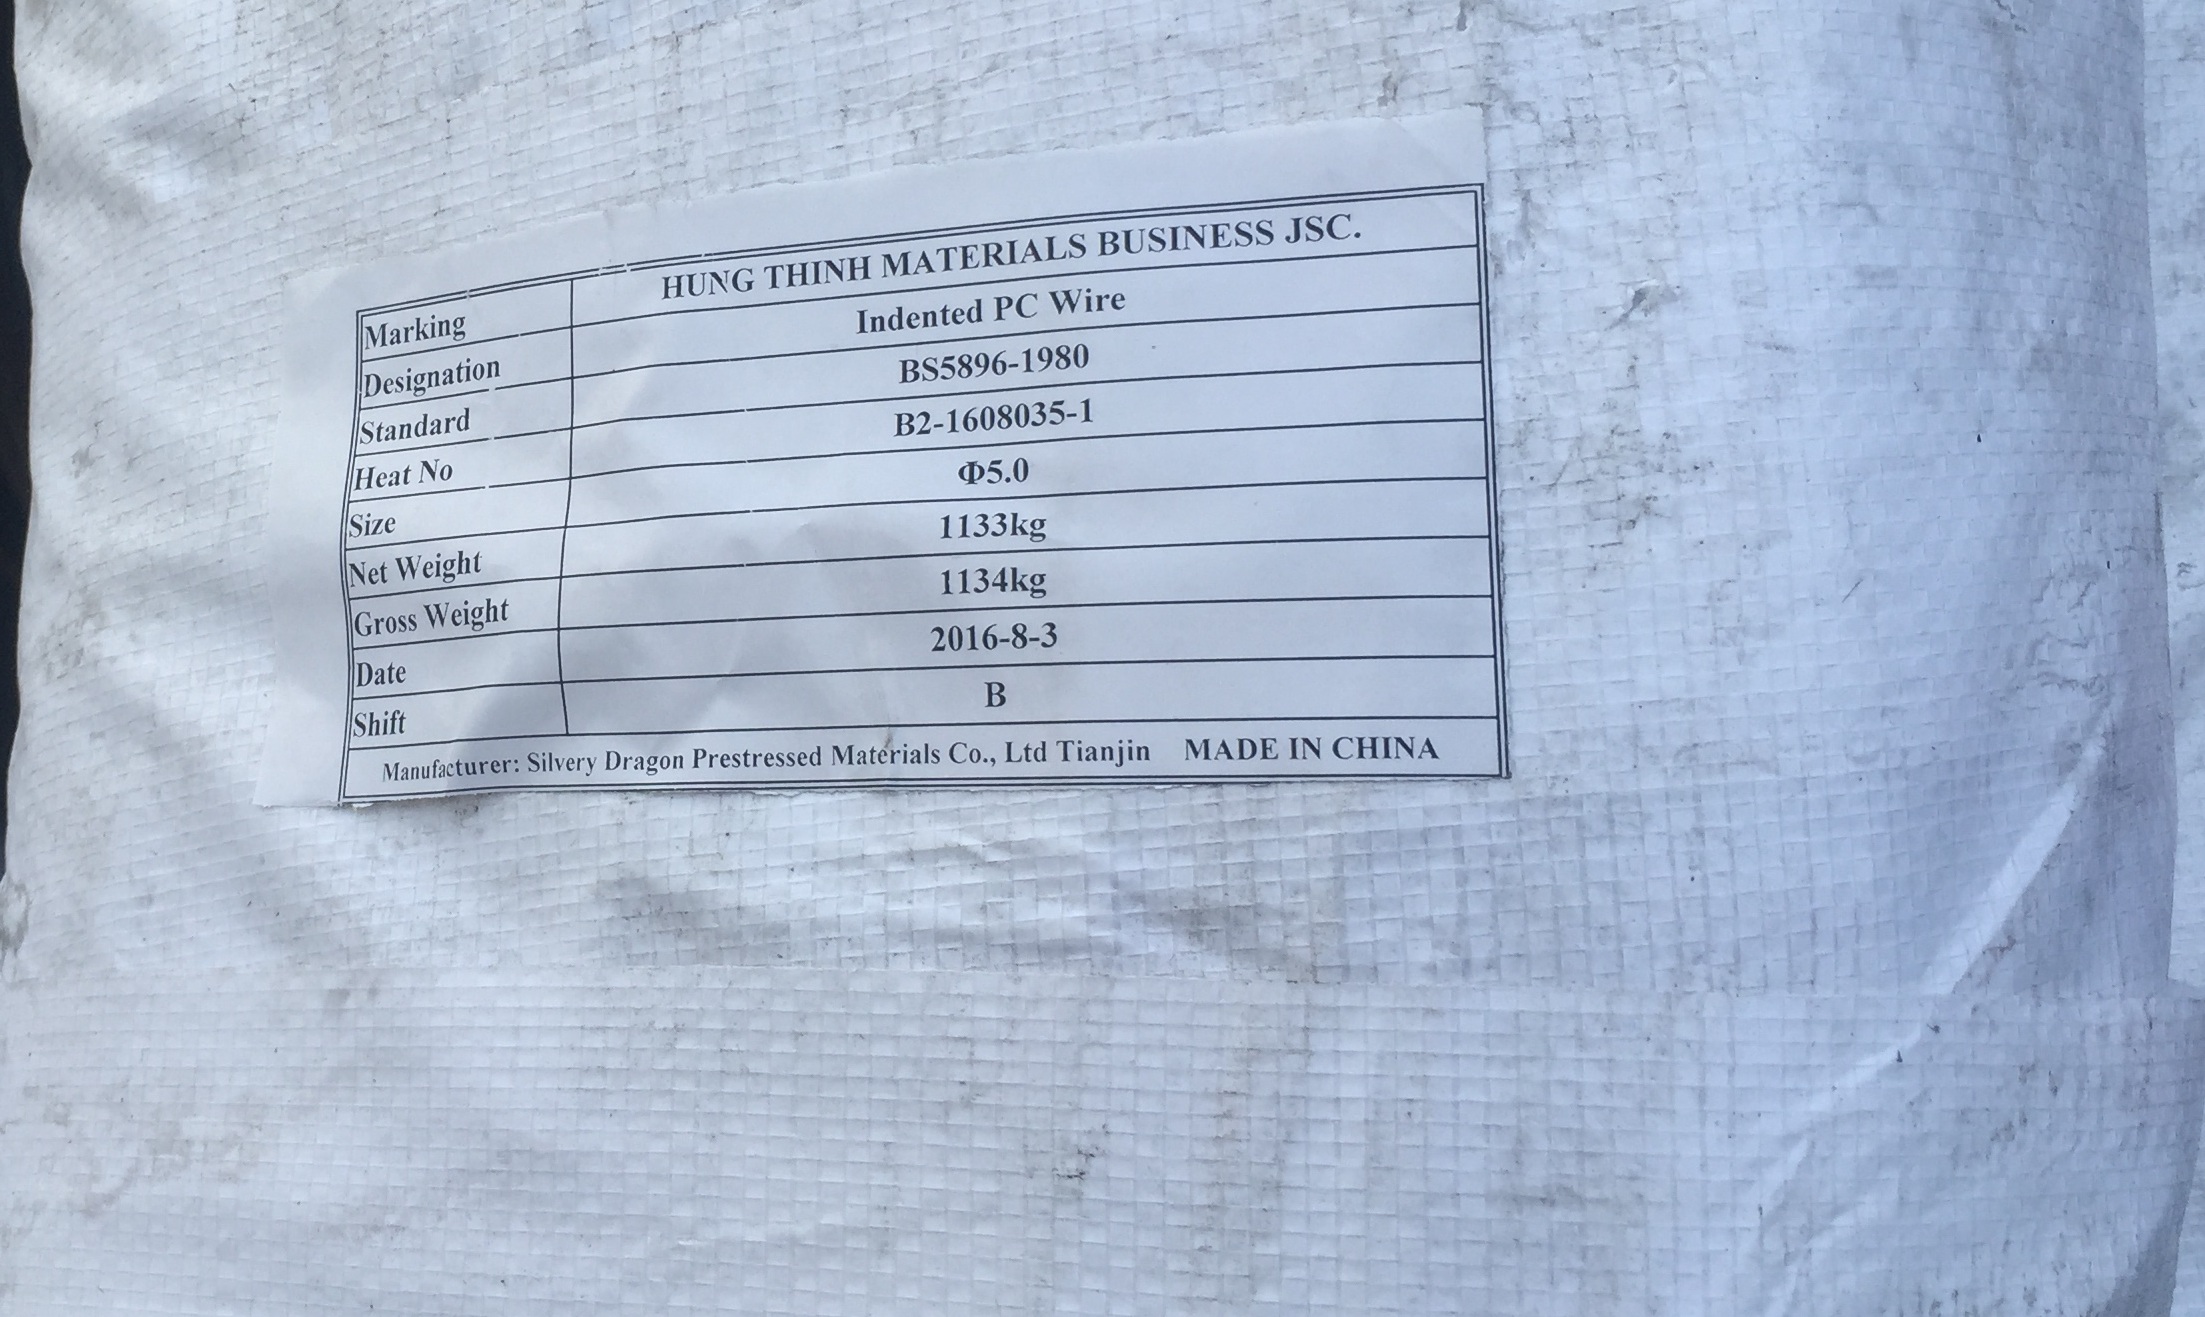 Marking HUNG THINH MATERIALS BUSINESS JSC.
Designation Indented PC Wire
Standard BS5896-1980
Heat No B2-1608035-1
Size Φ5.0
Net Weight 1133kg
Gross Weight 1134kg
Date 2016-8-3
Shift B
Manufacturer: Silvery Dragon Prestressed Materials Co., Ltd Tianjin MADE IN CHINA